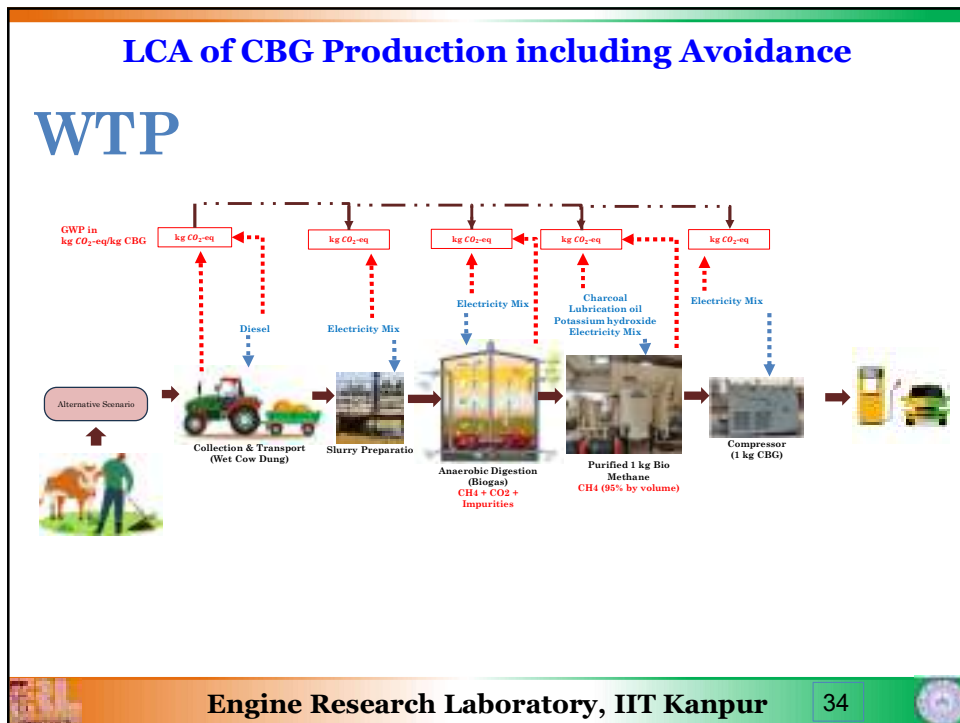 LCA of CBG Production including Avoidance
WTP
GWP in
kg CO₂-eq/kg CBG
kg CO₂-eq
kg CO₂-eq
kg CO₂-eq
kg CO₂-eq
kg CO₂-eq
Diesel
Electricity Mix
Electricity Mix
Charcoal
Lubrication oil
Potassium hydroxide
Electricity Mix
Electricity Mix
Alternative Scenario
Collection & Transport
(Wet Cow Dung)
Slurry Preparatio
Anaerobic Digestion
(Biogas)
CH4 + CO2 +
Impurities
Purified 1 kg Bio
Methane
CH4 (95% by volume)
Compressor
(1 kg CBG)
Engine Research Laboratory, IIT Kanpur
34